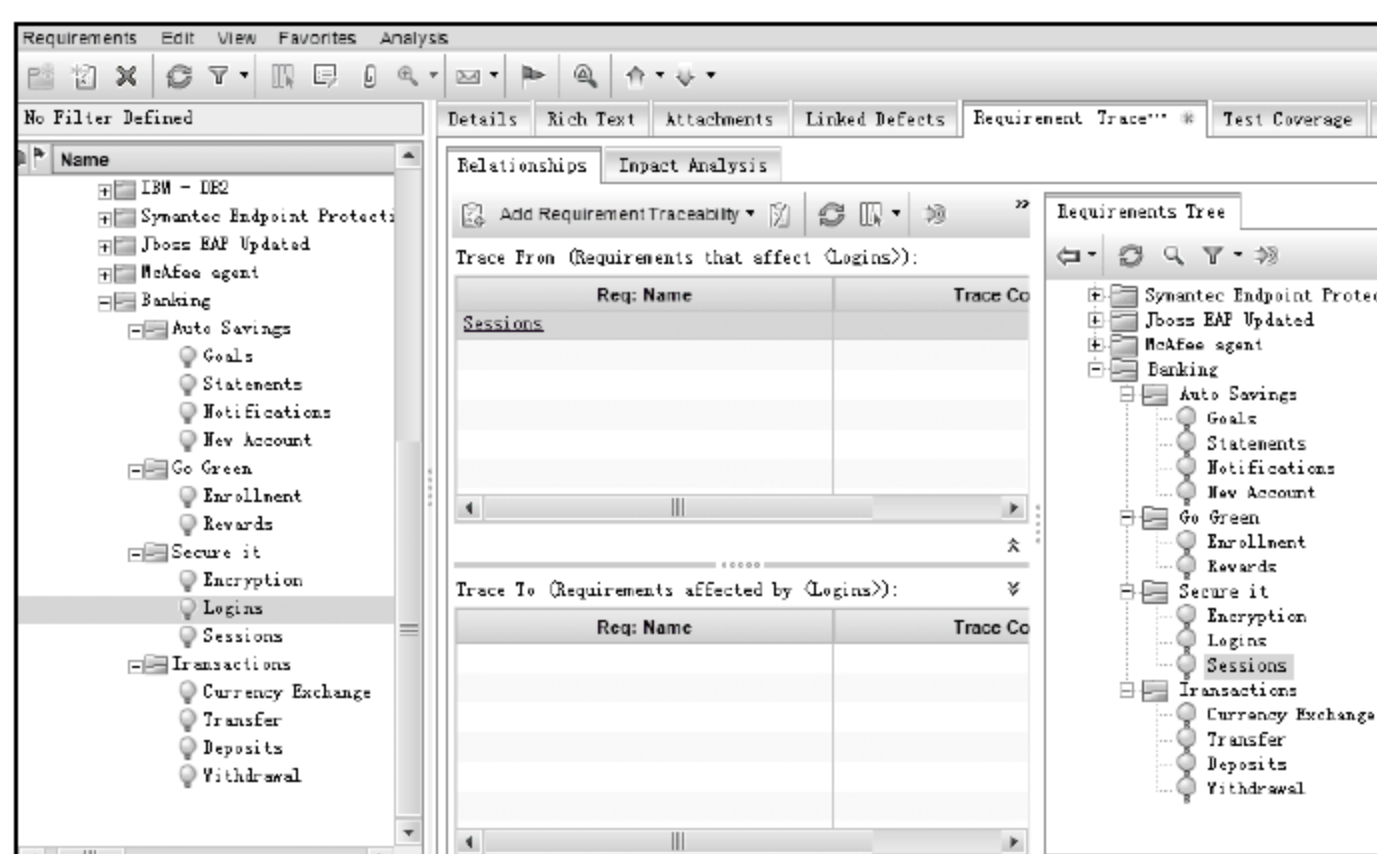 Requirements Edit View Favorites Analysis
No Filter Defined
Name
IBM - DB2
Symantec Endpoint Protecti
Jboss EAP Updated
McAfee agent
Banking
Auto Savings
Goals
Statements
Notifications
New Account
Go Green
Enrollment
Rewards
Secure it
Encryption
Logins
Sessions
Transactions
Currency Exchange
Transfer
Deposits
Withdrawal
Details Rich Text Attachments Linked Defects Requirement Trace... Test Coverage
Relationships Impact Analysis
Add Requirement Traceability
Trace From (Requirements that affect <Logins>):
Req: Name Trace Co
Sessions
Trace To (Requirements affected by <Logins>):
Req: Name Trace Co
Requirements Tree
Symantec Endpoint Protec
Jboss EAP Updated
McAfee agent
Banking
Auto Savings
Goals
Statements
Notifications
New Account
Go Green
Enrollment
Rewards
Secure it
Encryption
Logins
Sessions
Transactions
Currency Exchange
Transfer
Deposits
Withdrawal